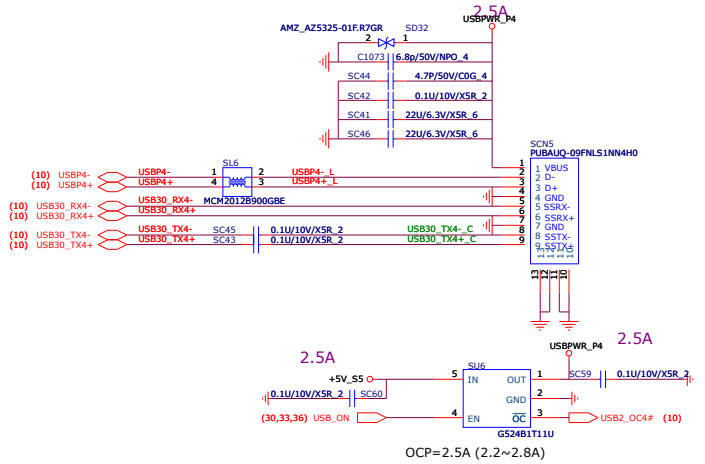 2.5A
USBPWR_P4
AMZ_AZ5325-01F.R7GR SD32
2 1
C1073 6.8p/50V/NPO_4
SC44 4.7P/50V/C0G_4
SC42 0.1U/10V/X5R_2
SC41 22U/6.3V/X5R_6
SC46 22U/6.3V/X5R_6
SCN5
PUBAUQ-09FNLS1NN4H0
SL6
1 1 VBUS
(10) USBP4- USBP4- 1 2 USBP4-_L 2 2 D-
(10) USBP4+ USBP4+ 4 3 USBP4+_L 3 3 D+
4 4 GND
MCM2012B900GBE
(10) USB30_RX4- USB30_RX4- 5 5 SSRX-
(10) USB30_RX4+ USB30_RX4+ 6 6 SSRX+
7 7 GND
(10) USB30_TX4- USB30_TX4- SC45 0.1U/10V/X5R_2 USB30_TX4-_C 8 8 SSTX-
(10) USB30_TX4+ USB30_TX4+ SC43 0.1U/10V/X5R_2 USB30_TX4+_C 9 9 SSTX+
13 12 11 10
13 12 11 10
2.5A
USBPWR_P4
2.5A
SU6
+5V_S5 5 IN OUT 1 SC59 0.1U/10V/X5R_2
0.1U/10V/X5R_2 SC60
GND 2
(30,33,36) USB_ON 4 EN OC 3 USB2_OC4# (10)
G524B1T11U
OCP=2.5A (2.2~2.8A)